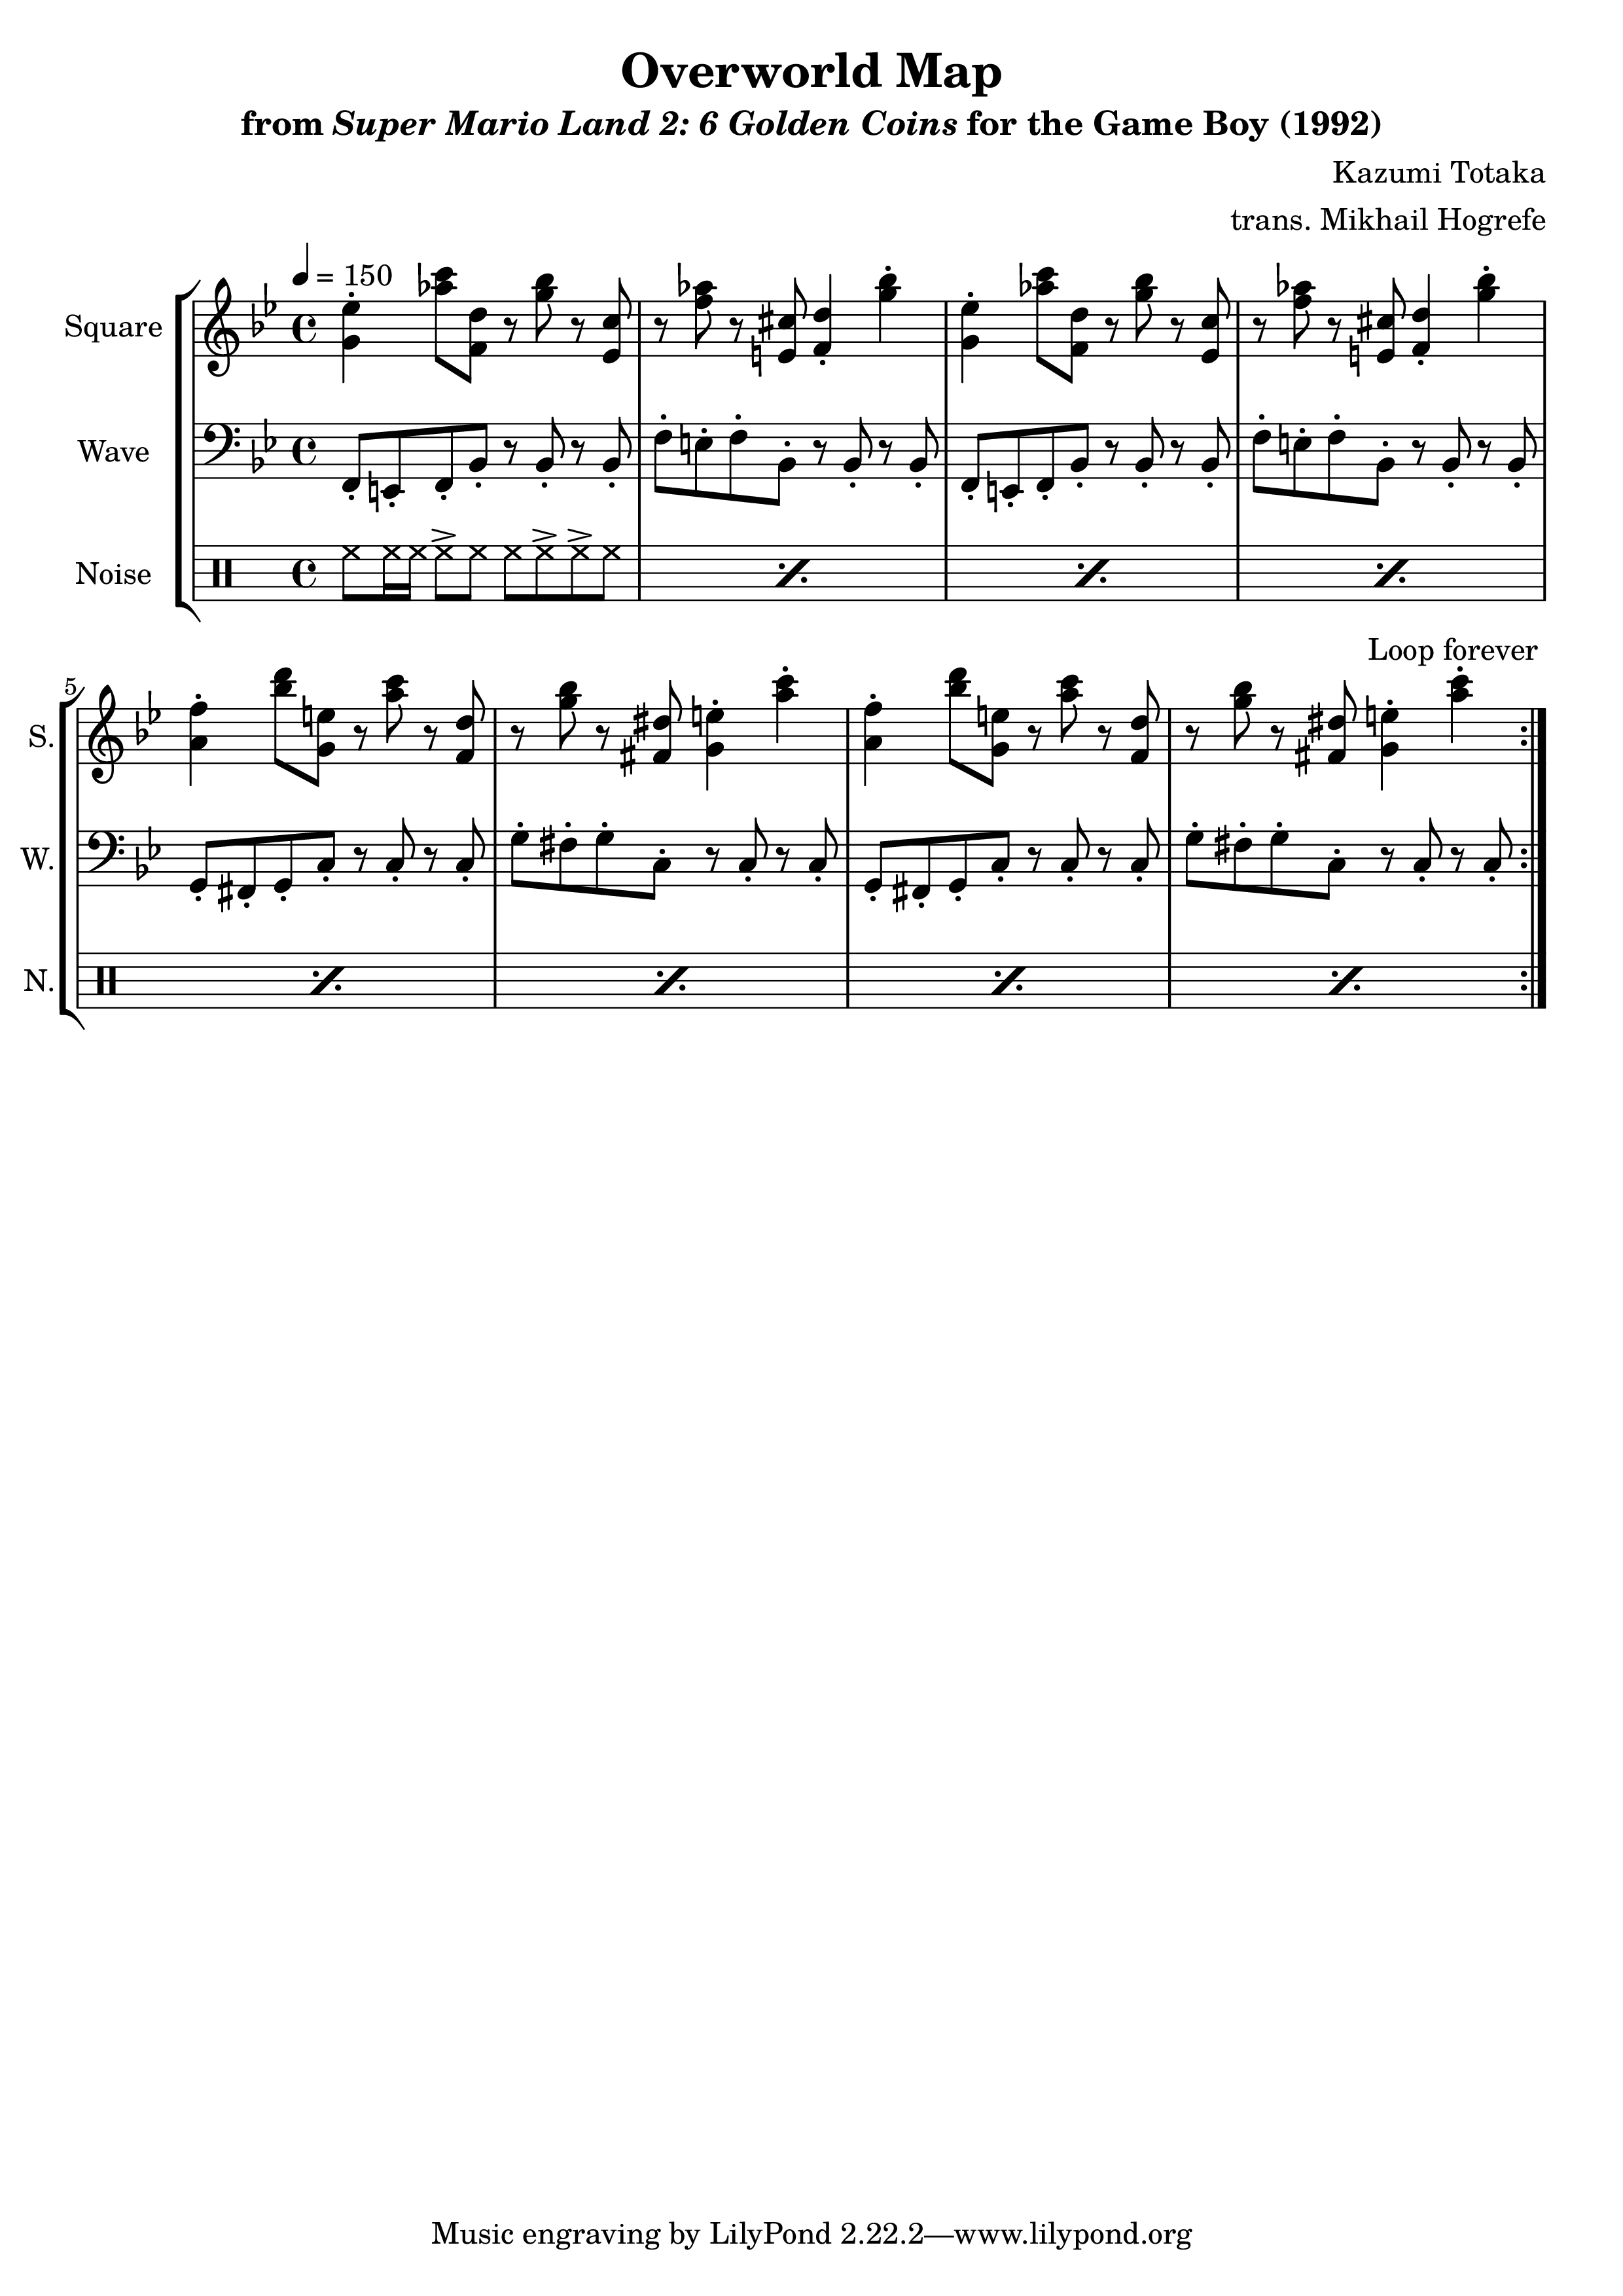 Overworld Map
from Super Mario Land 2: 6 Golden Coins for the Game Boy (1992)
Kazumi Totaka
trans. Mikhail Hogrefe
= 150
Square
Wave
Noise
Loop forever
5
S.
W.
N.
Music engraving by LilyPond 2.22.2—www.lilypond.org